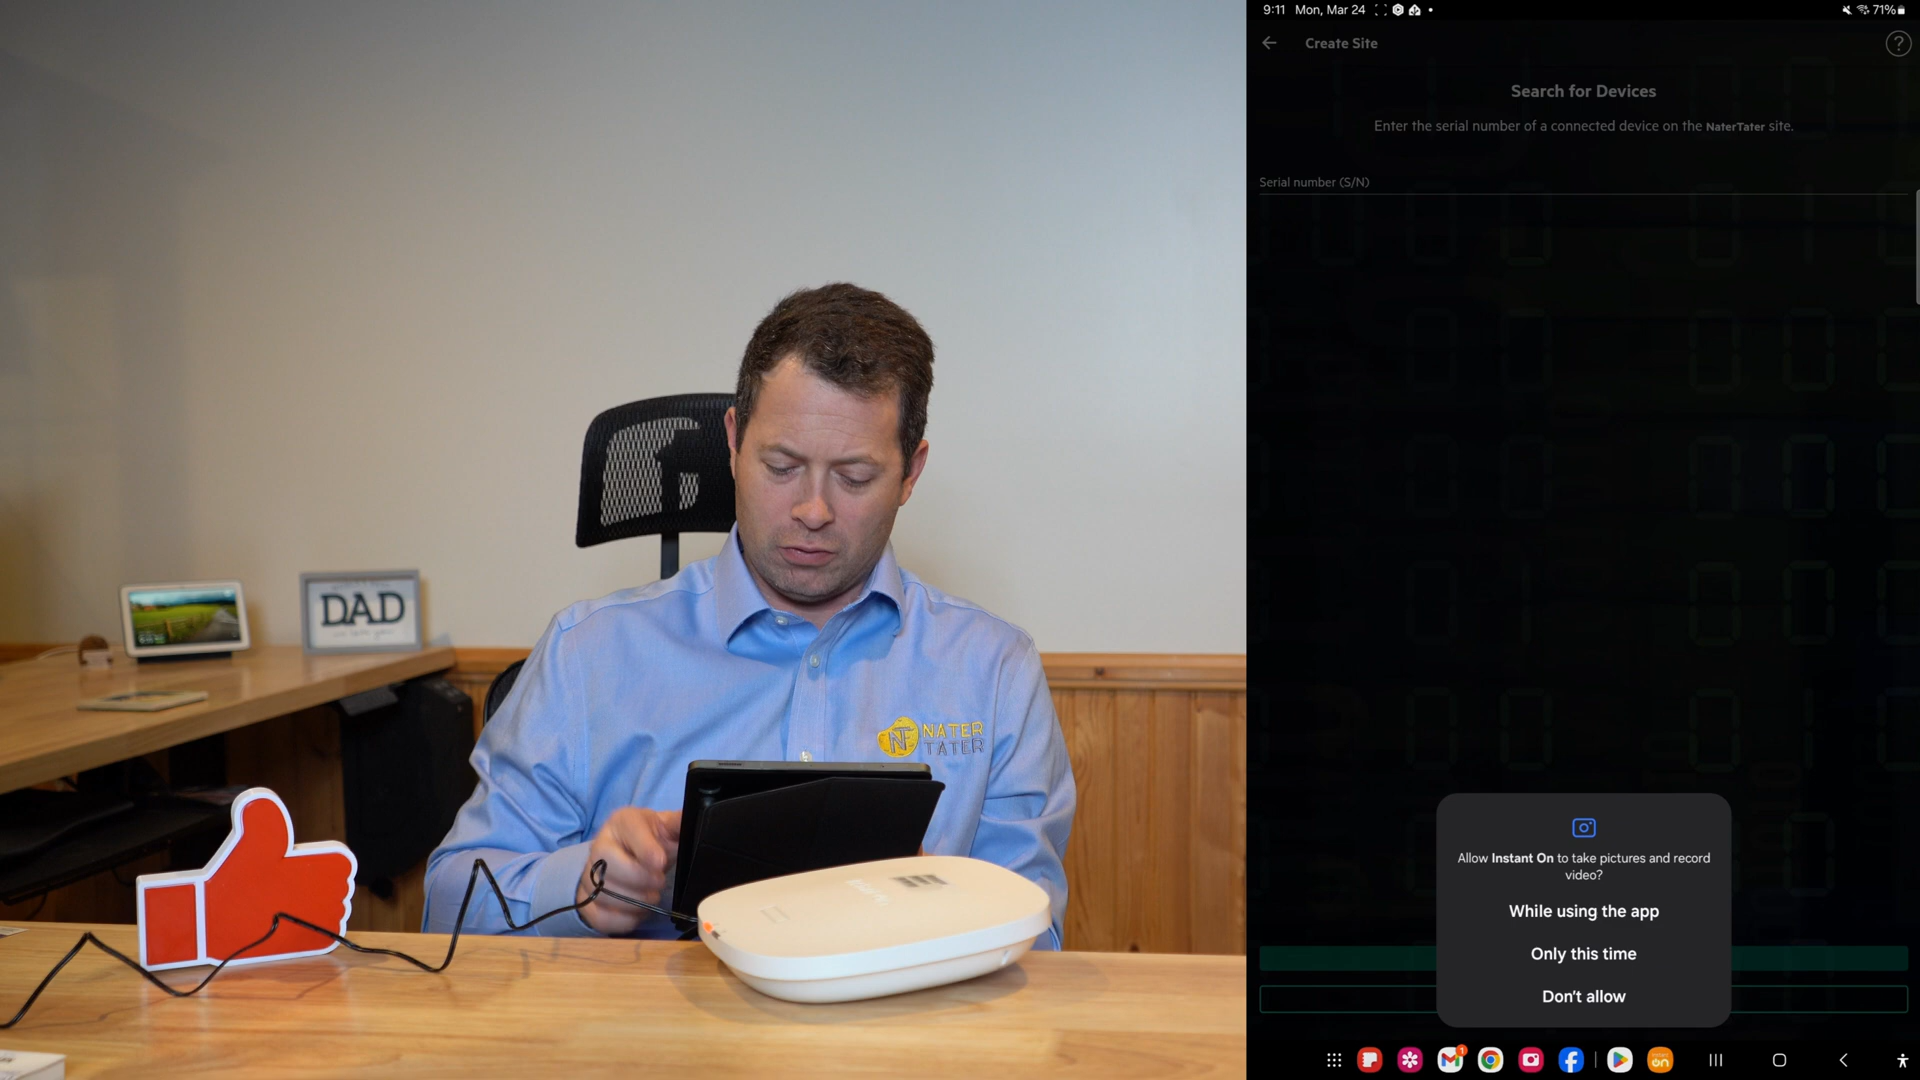 DAD
NATER
TATER
9:11 Mon, Mar 24
71%
Create Site
?
Search for Devices
Enter the serial number of a connected device on the NaterTater site.
Serial number (S/N)
Allow Instant On to take pictures and record
video?
While using the app
Only this time
Don't allow
1
on